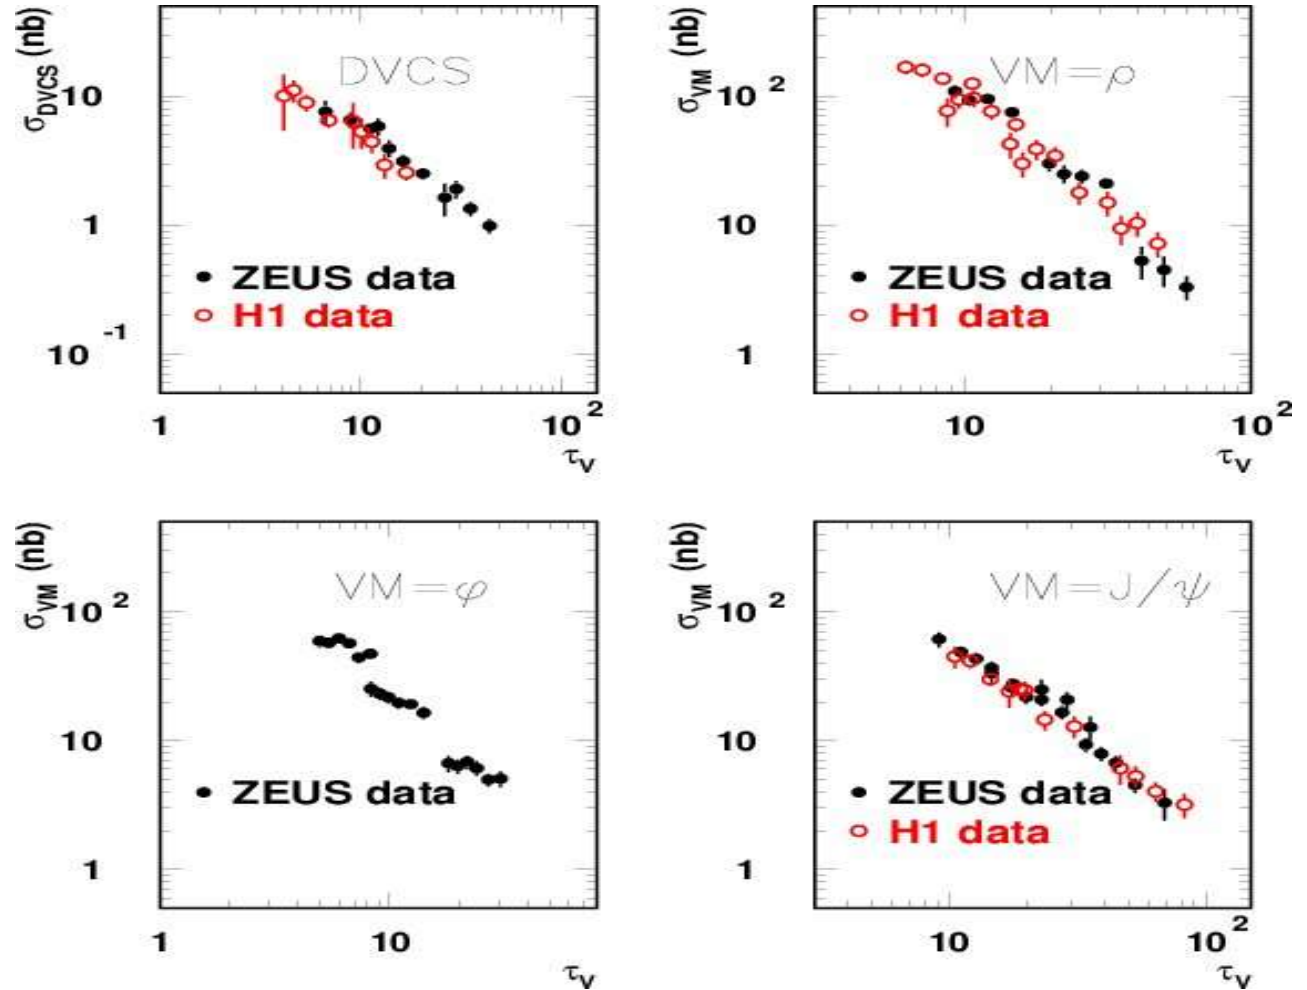 σDVCS (nb)
DVCS
10
1
10 -1
ZEUS data
H1 data
1 10 10 2
τV
σVM (nb)
VM=ρ
10 2
10
1
ZEUS data
H1 data
10 10 2
τV
σVM (nb)
VM=φ
10 2
10
1
ZEUS data
1 10
τV
σVM (nb)
VM=J/ψ
10 2
10
1
ZEUS data
H1 data
10 10 2
τV